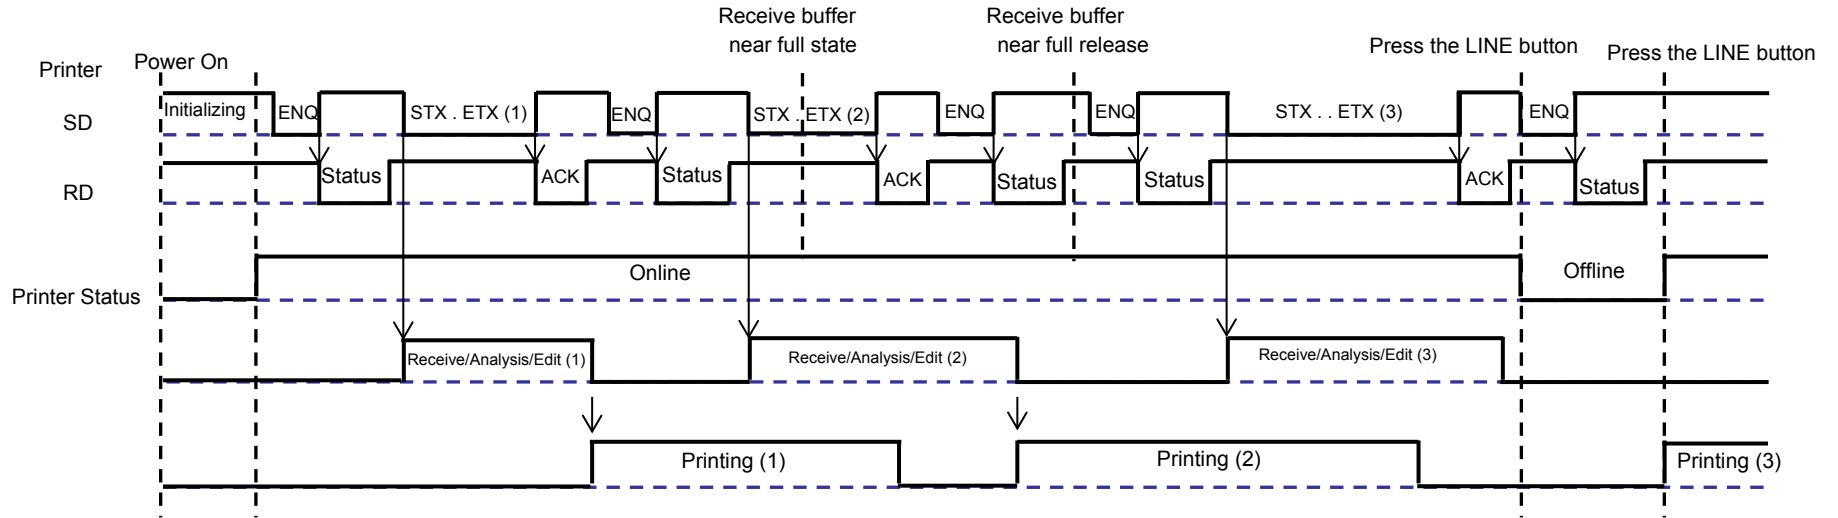 Receive buffer
near full state
Receive buffer
near full release
Press the LINE button
Press the LINE button
Printer
Power On
SD
Initializing
ENQ
STX . ETX (1)
ENQ
STX . ETX (2)
ENQ
ENQ
STX . . ETX (3)
ENQ
RD
Status
ACK
Status
ACK
Status
Status
ACK
Status
Printer Status
Online
Offline
Receive/Analysis/Edit (1)
Receive/Analysis/Edit (2)
Receive/Analysis/Edit (3)
Printing (1)
Printing (2)
Printing (3)